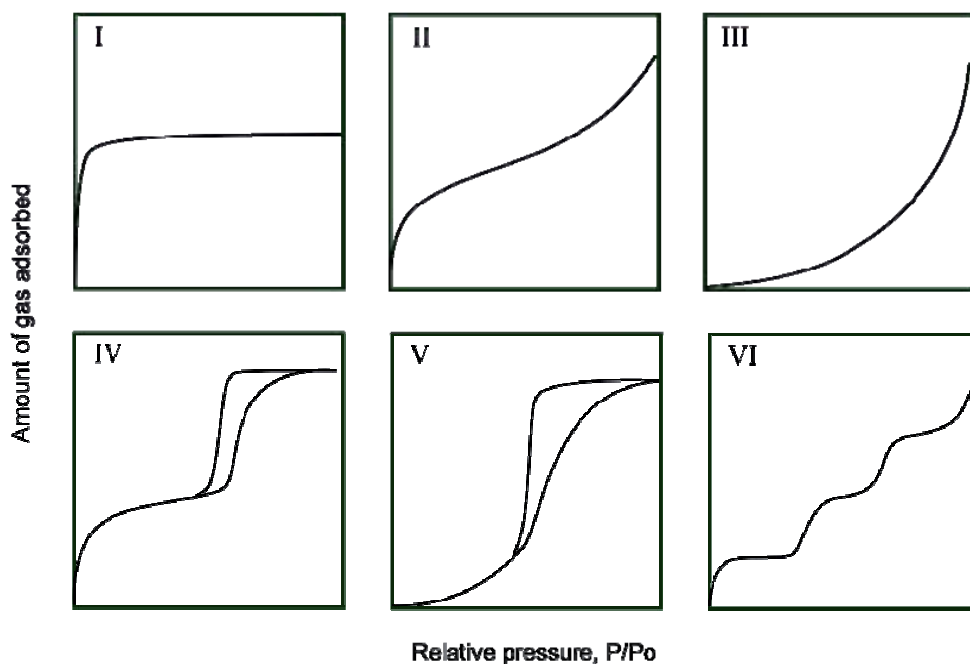 I
II
III
Amount of gas adsorbed
IV
V
VI
Relative pressure, P/Po